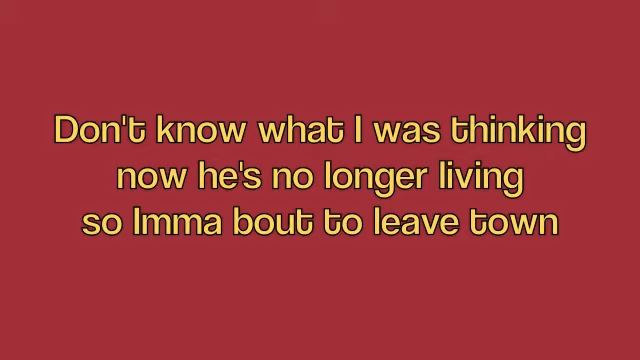 Don't know what I was thinking
now he's no longer living
so Imma bout to leave town